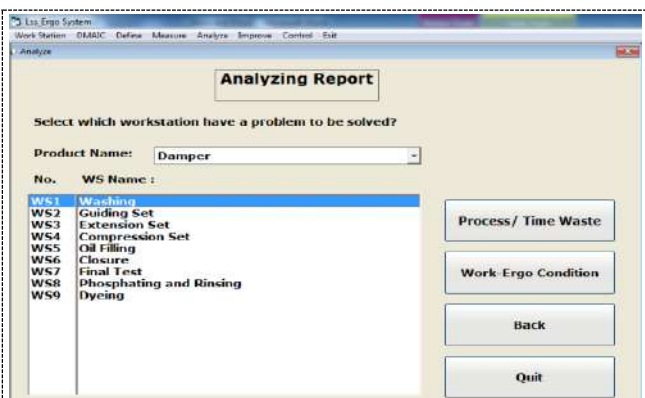 Lss_Ergo System
Work Station DMAIC Define Measure Analyze Improve Control Exit
Analyze
Analyzing Report
Select which workstation have a problem to be solved?
Product Name: Damper
No. WS Name :
WS1 Washing
WS2 Guiding Set
WS3 Extension Set
WS4 Compression Set
WS5 Oil Filling
WS6 Closure
WS7 Final Test
WS8 Phosphating and Rinsing
WS9 Dyeing
Process/ Time Waste
Work-Ergo Condition
Back
Quit